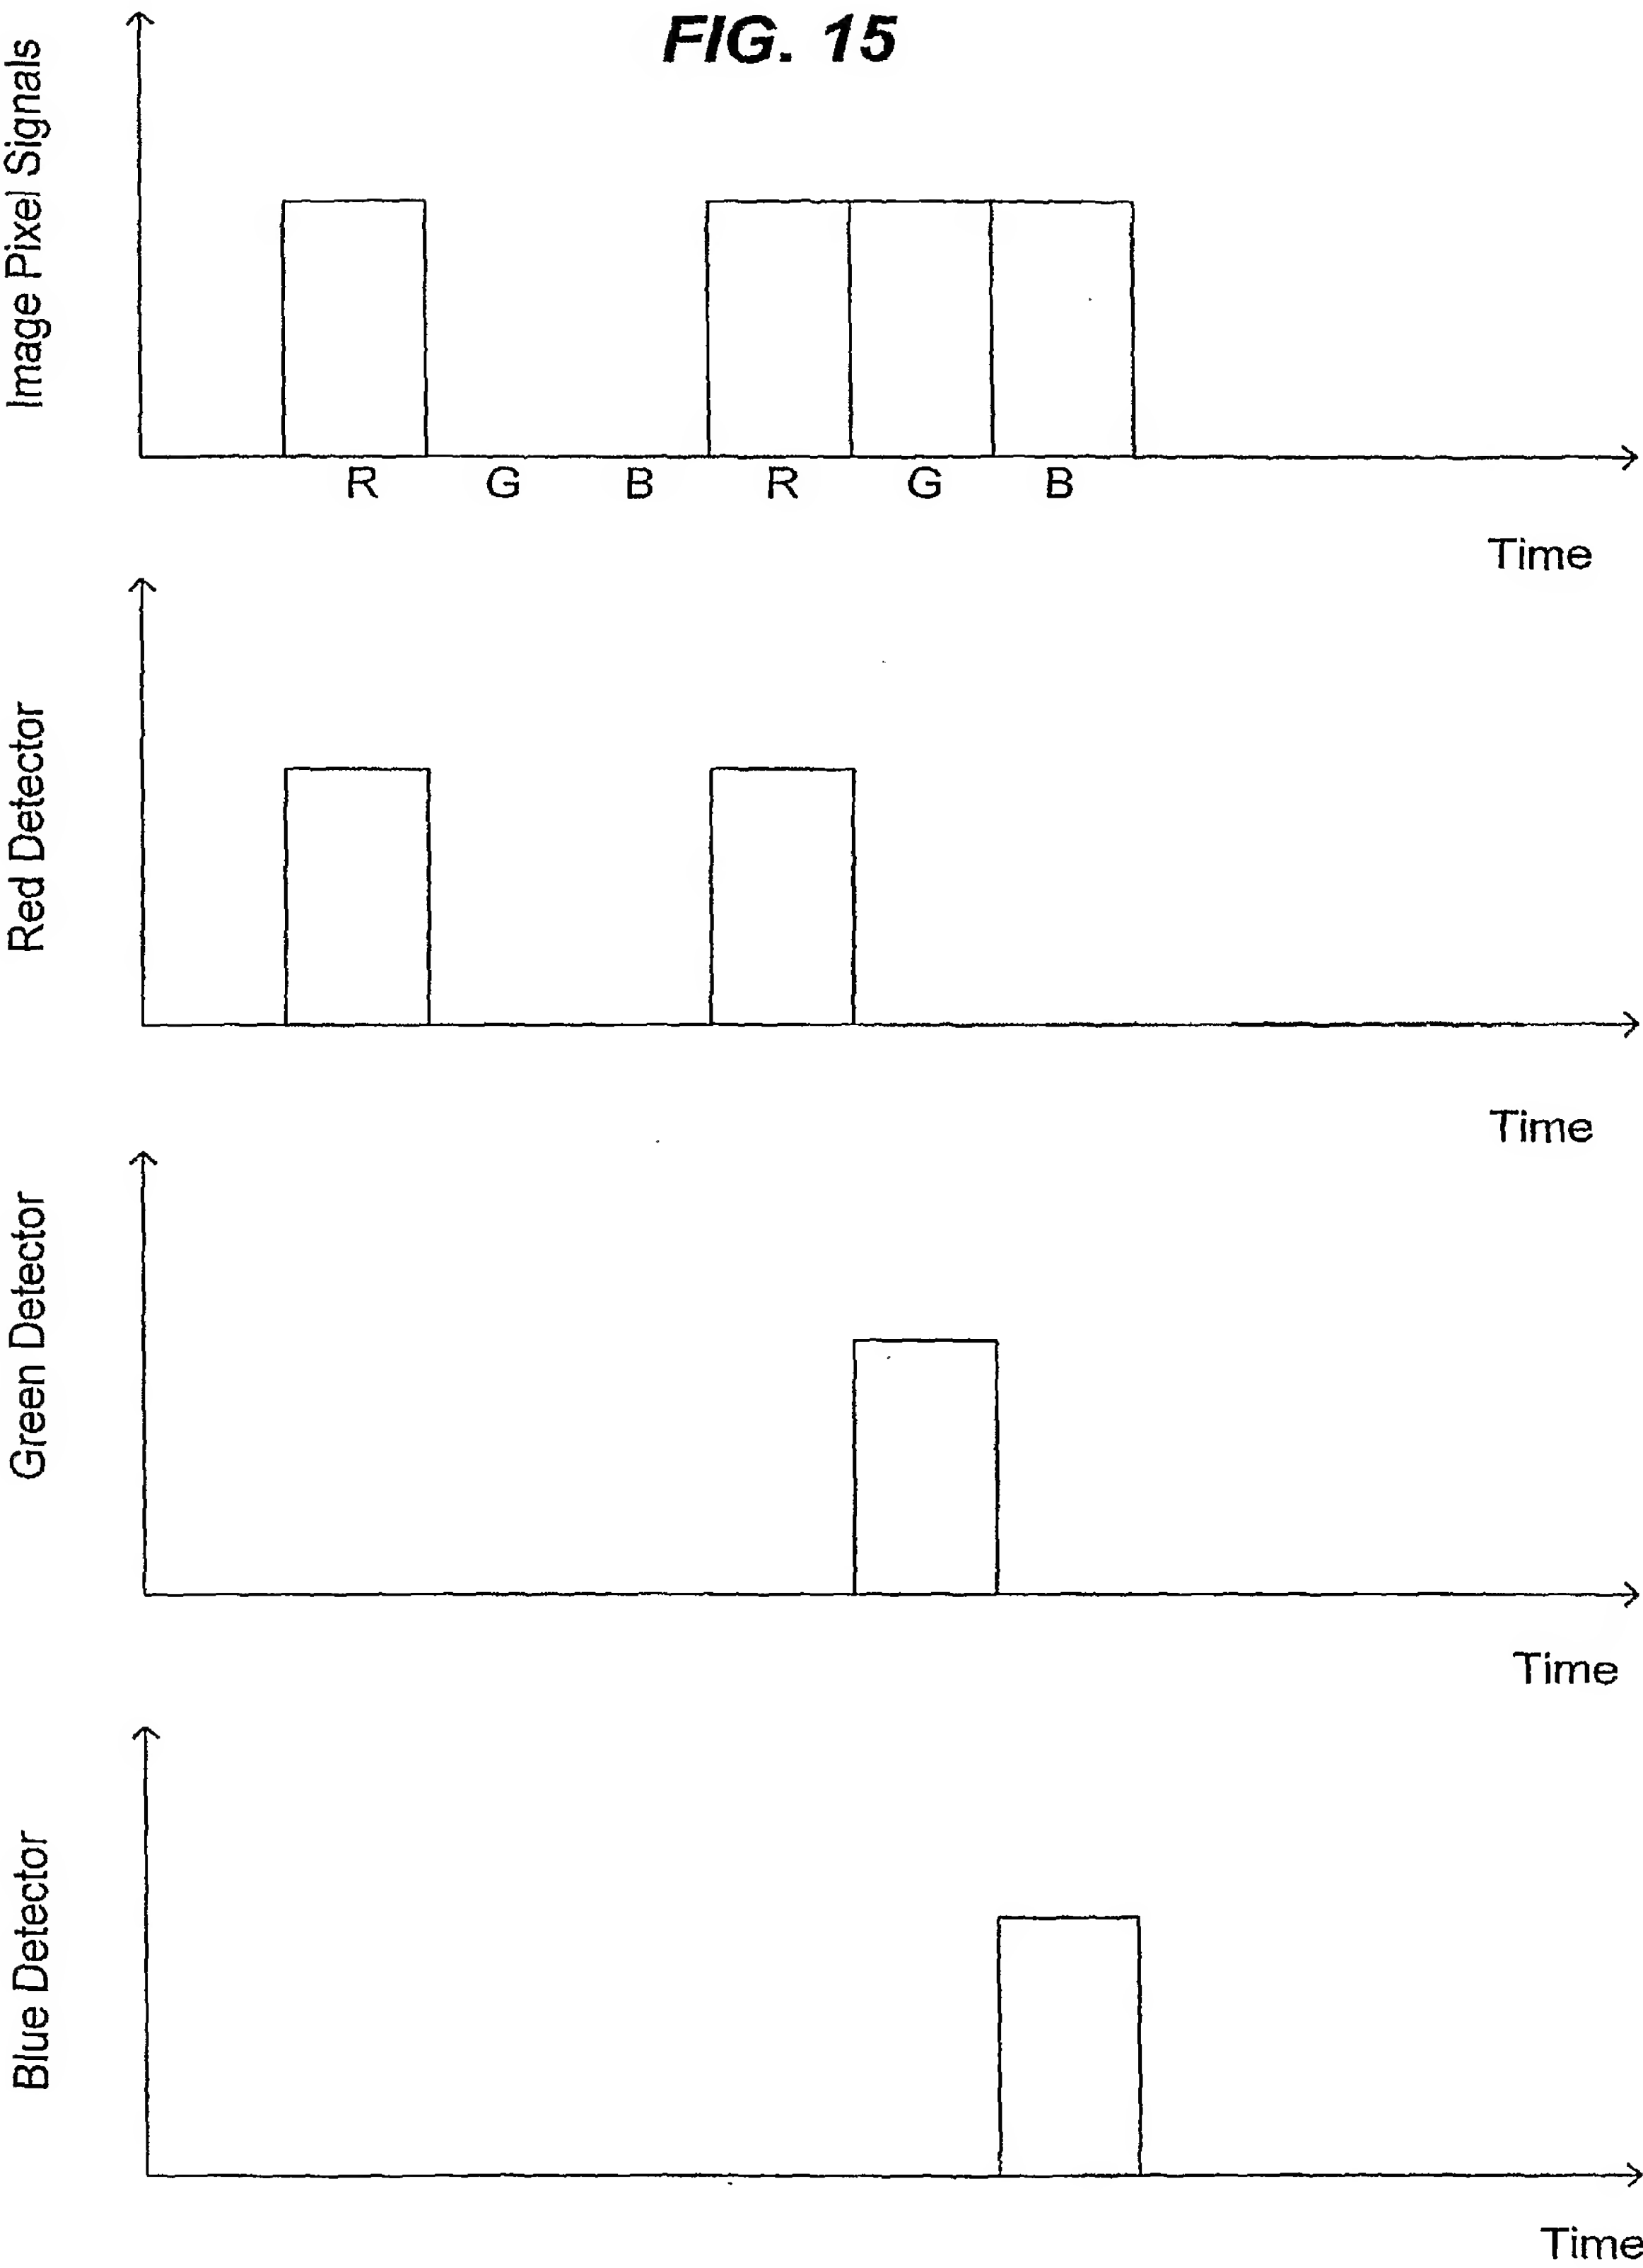 FIG. 15
Image Pixel Signals
R G B R G B
Time
Red Detector
Time
Green Detector
Time
Blue Detector
Time